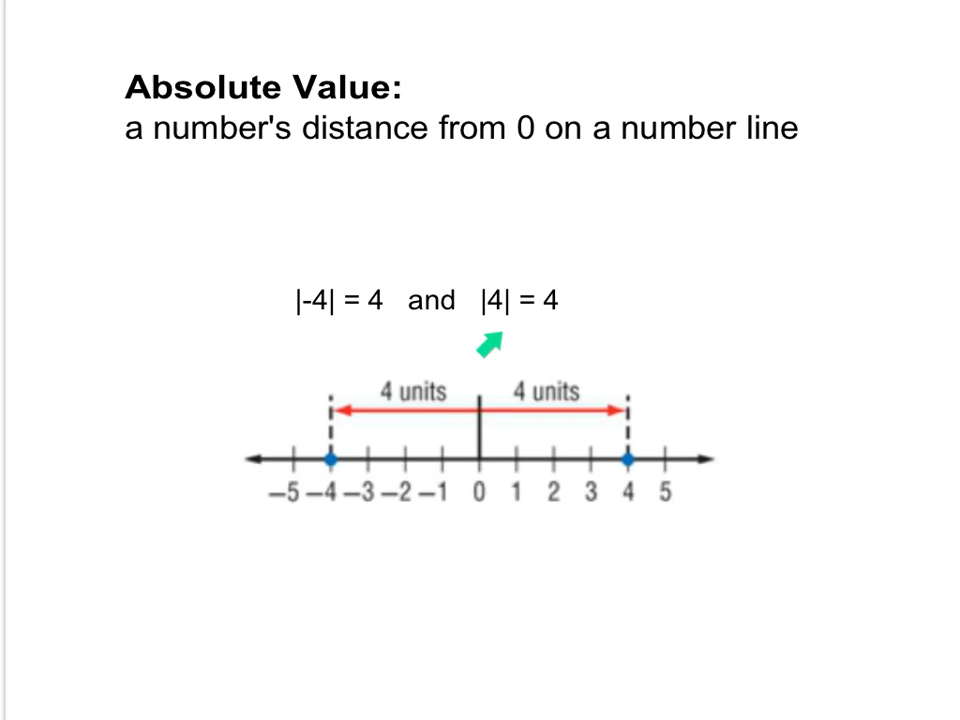 Absolute Value:
a number's distance from 0 on a number line
|-4| = 4 and |4| = 4
4 units 4 units
–5 –4 –3 –2 –1 0 1 2 3 4 5